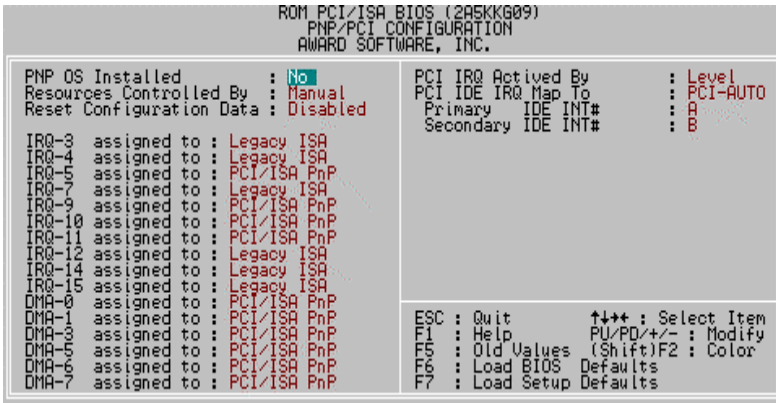 ROM PCI/ISA BIOS (2A5KKG09)
PNP/PCI CONFIGURATION
AWARD SOFTWARE, INC.
PNP OS Installed : No
Resources Controlled By : Manual
Reset Configuration Data : Disabled
IRQ-3 assigned to : Legacy ISA
IRQ-4 assigned to : Legacy ISA
IRQ-5 assigned to : PCI/ISA PnP
IRQ-7 assigned to : Legacy ISA
IRQ-9 assigned to : PCI/ISA PnP
IRQ-10 assigned to : PCI/ISA PnP
IRQ-11 assigned to : PCI/ISA PnP
IRQ-12 assigned to : Legacy ISA
IRQ-14 assigned to : Legacy ISA
IRQ-15 assigned to : Legacy ISA
DMA-0 assigned to : PCI/ISA PnP
DMA-1 assigned to : PCI/ISA PnP
DMA-3 assigned to : PCI/ISA PnP
DMA-5 assigned to : PCI/ISA PnP
DMA-6 assigned to : PCI/ISA PnP
DMA-7 assigned to : PCI/ISA PnP
PCI IRQ Actived By : Level
PCI IDE IRQ Map To : PCI-AUTO
Primary IDE INT# : A
Secondary IDE INT# : B
ESC : Quit ↑↓→← : Select Item
F1 : Help PU/PD/+/- : Modify
F5 : Old Values (Shift)F2 : Color
F6 : Load BIOS Defaults
F7 : Load Setup Defaults